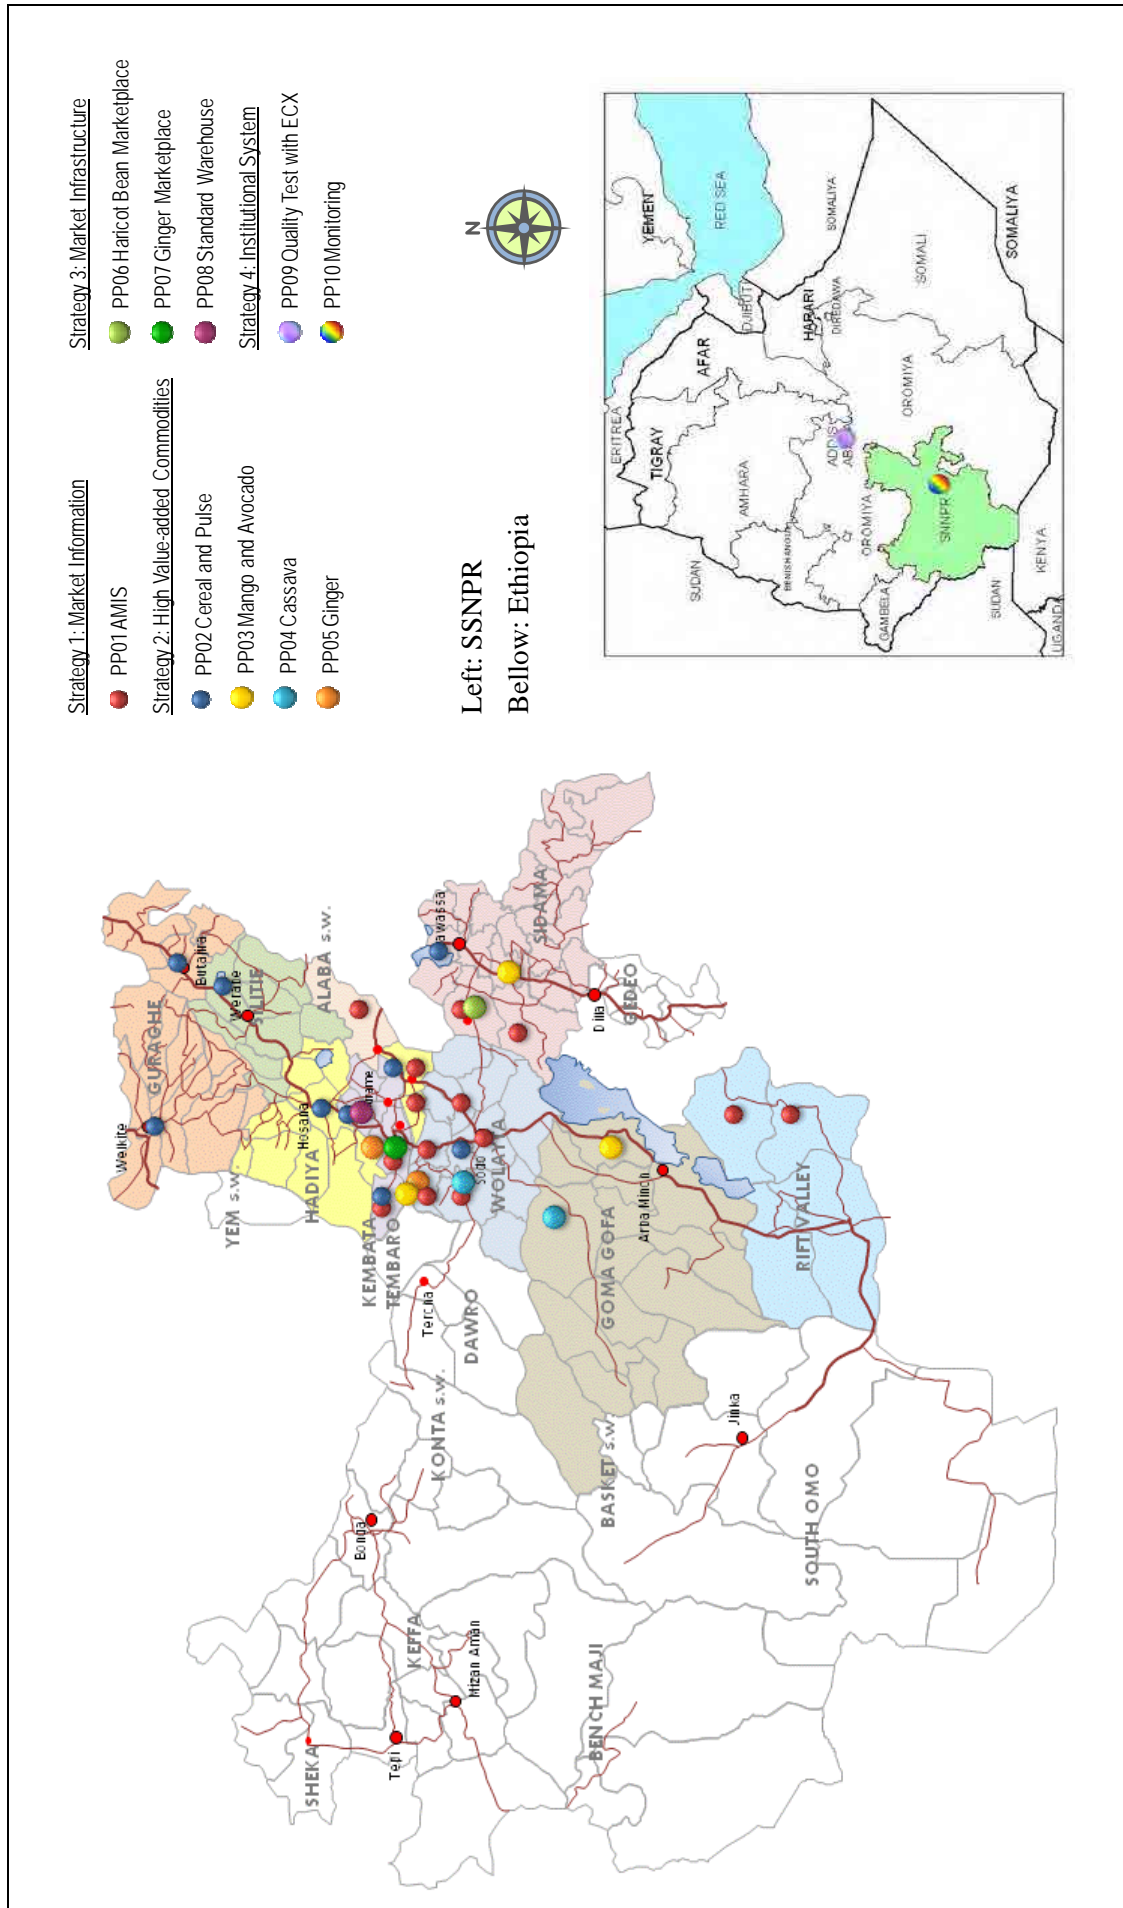 Strategy 1: Market Information
PP01 AMIS
Strategy 2: High Value-added Commodities
PP02 Cereal and Pulse
PP03 Mango and Avocado
PP04 Cassava
PP05 Ginger
Strategy 3: Market Infrastructure
PP06 Haricot Bean Marketplace
PP07 Ginger Marketplace
PP08 Standard Warehouse
Strategy 4: Institutional System
PP09 Quality Test with ECX
PP10 Monitoring
Left: SSNPR
Bellow: Ethiopia
N
ERITREA
TIGRAY
YEMEN
RED SEA
SUDAN
AMHARA
AFAR
DJIBUTI
ADDIS
HARARI
DIREDAWA
SOMALIYA
OROMIYA
OROMIYA
SOMALI
GAMBELA
SNNPR
SUDAN
KENYA
UGANDA
SOMALIYA
GURAGHE
Welkite
Butajira
SILITIE
YEM s.w.
HADIYA
Hosana
ALABA s.w.
KEMBATA
TEMBARO
awassa
SIDAMA
Dilla
GEDEO
WOLAYTA
Sodo
Tercha
DAWRO
KONTA s.w.
GOMA GOFA
Arba Minch
RIFT VALLEY
BASKET s.w.
Jinka
SOUTH OMO
Bonga
KEFFA
SHEKA
Tepi
Mizan Aman
BENCH MAJI